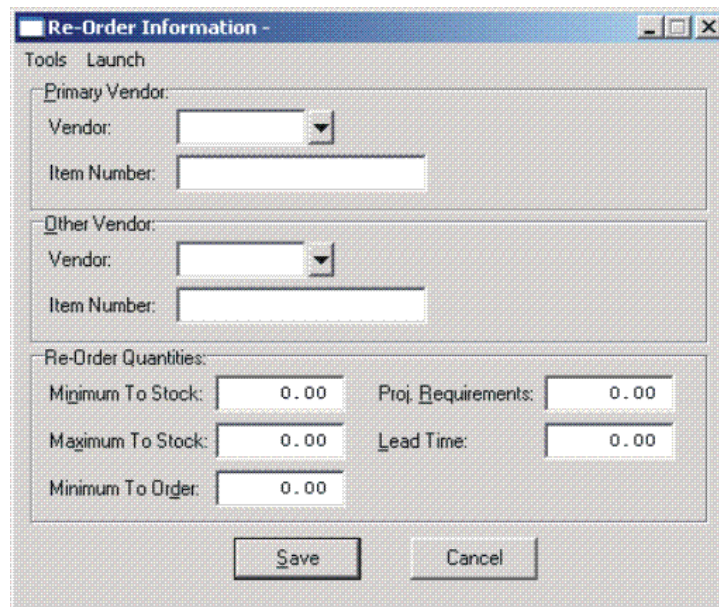 Re-Order Information -
Tools Launch
Primary Vendor:
Vendor:
Item Number:
Other Vendor:
Vendor:
Item Number:
Re-Order Quantities:
Minimum To Stock: 0.00 Proj. Requirements: 0.00
Maximum To Stock: 0.00 Lead Time: 0.00
Minimum To Order: 0.00
Save Cancel